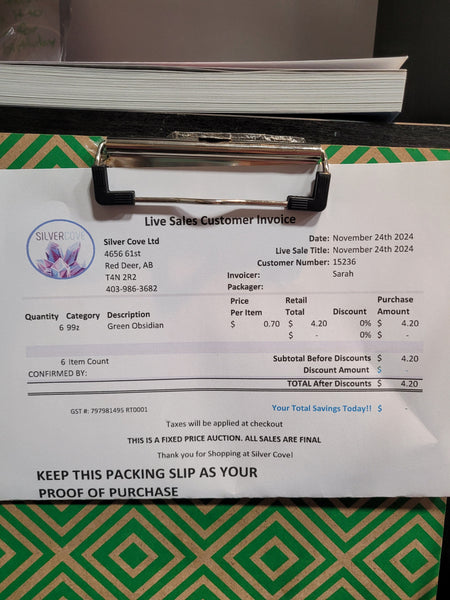 Live Sales Customer Invoice
SILVERCOVE
Silver Cove Ltd
4656 61st
Red Deer, AB
T4N 2R2
403-986-3682
Date: November 24th 2024
Live Sale Title: November 24th 2024
Customer Number: 15236
Invoicer: Sarah
Packager:
Quantity Category Description Price Per Item Retail Total Discount Purchase Amount
6 99z Green Obsidian $ 0.70 $ 4.20 0% $ 4.20
$ - 0% $ -
6 Item Count Subtotal Before Discounts $ 4.20
CONFIRMED BY: Discount Amount $ -
TOTAL After Discounts $ 4.20
GST #: 797981495 RT0001 Your Total Savings Today!! $ -
Taxes will be applied at checkout
THIS IS A FIXED PRICE AUCTION. ALL SALES ARE FINAL
Thank you for Shopping at Silver Cove!
KEEP THIS PACKING SLIP AS YOUR
PROOF OF PURCHASE